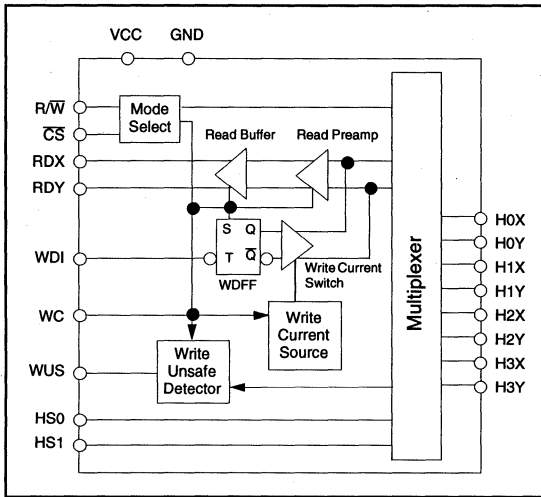 VCC GND
R/W̅
C̅S̅
RDX
RDY
WDI
WC
WUS
HS0
HS1
Mode
Select
Read Buffer
Read Preamp
S Q
T Q̅
WDFF
Write Current
Switch
Write
Current
Source
Write
Unsafe
Detector
Multiplexer
H0X
H0Y
H1X
H1Y
H2X
H2Y
H3X
H3Y